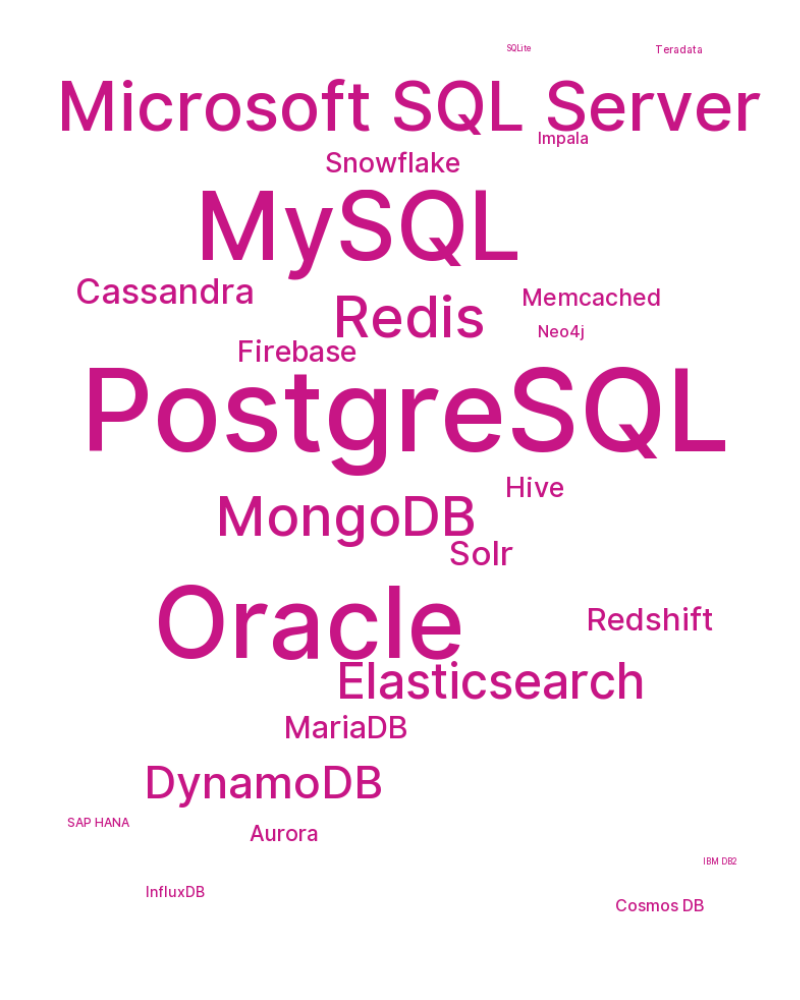 SQLite
Teradata
Microsoft SQL Server
Impala
Snowflake
MySQL
Cassandra
Memcached
Redis
Neo4j
Firebase
PostgreSQL
Hive
MongoDB
Solr
Oracle
Redshift
Elasticsearch
MariaDB
DynamoDB
SAP HANA
Aurora
IBM DB2
InfluxDB
Cosmos DB